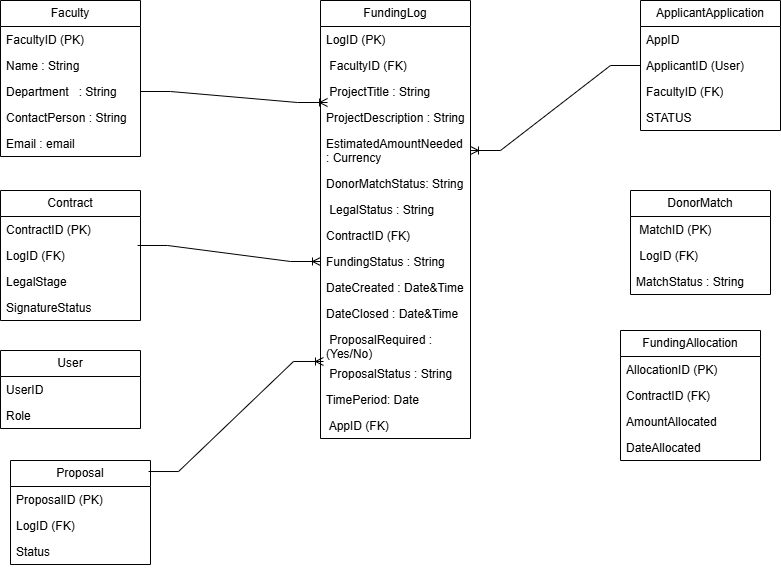 Faculty
FacultyID (PK)
Name : String
Department : String
ContactPerson : String
Email : email
Contract
ContractID (PK)
LogID (FK)
LegalStage
SignatureStatus
User
UserID
Role
Proposal
ProposalID (PK)
LogID (FK)
Status
FundingLog
LogID (PK)
FacultyID (FK)
ProjectTitle : String
ProjectDescription : String
EstimatedAmountNeeded
: Currency
DonorMatchStatus: String
LegalStatus : String
ContractID (FK)
FundingStatus : String
DateCreated : Date&Time
DateClosed : Date&Time
ProposalRequired :
(Yes/No)
ProposalStatus : String
TimePeriod: Date
AppID (FK)
ApplicantApplication
AppID
ApplicantID (User)
FacultyID (FK)
STATUS
DonorMatch
MatchID (PK)
LogID (FK)
MatchStatus : String
FundingAllocation
AllocationID (PK)
ContractID (FK)
AmountAllocated
DateAllocated